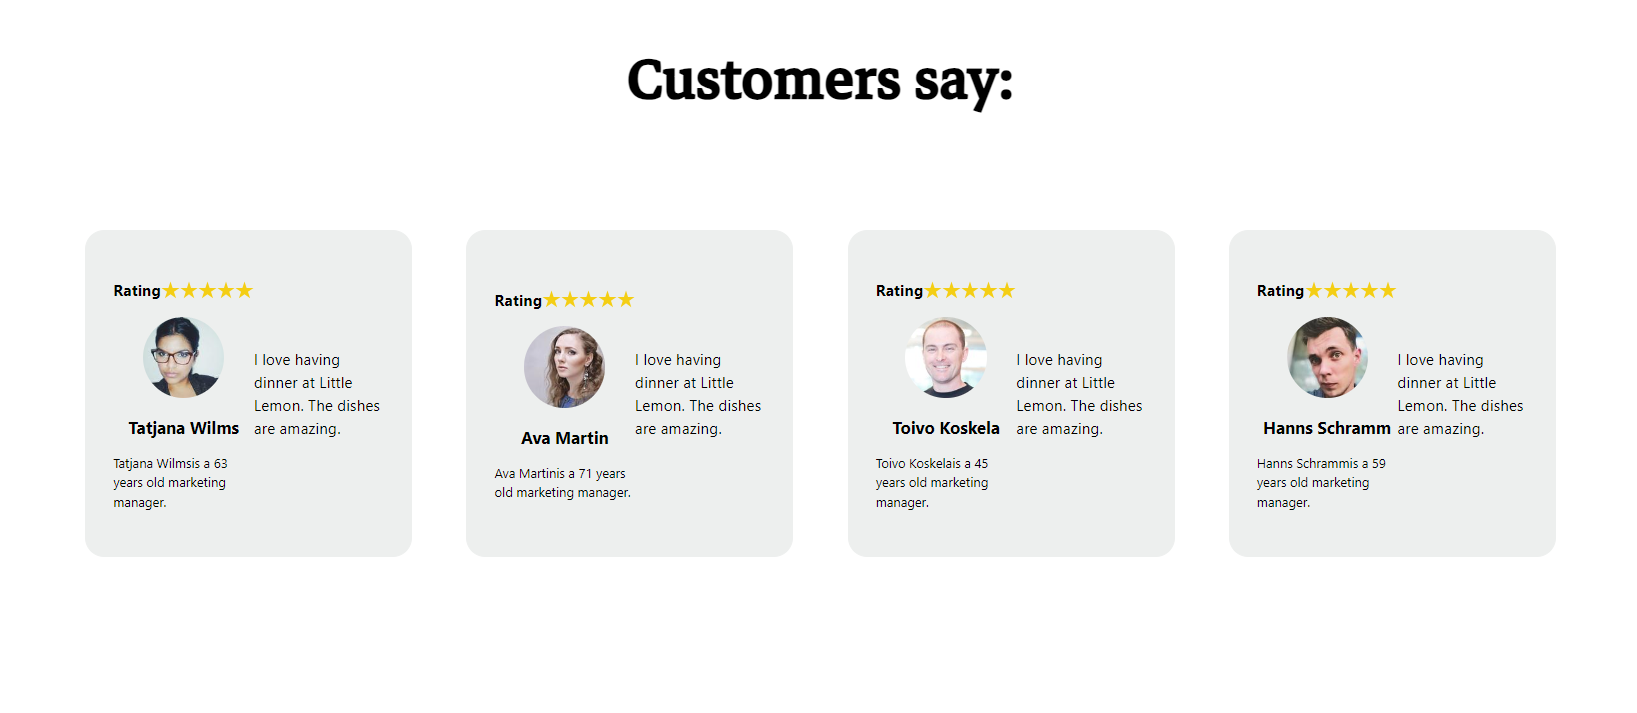 Customers say:
Rating★★★★★
Tatjana Wilms
Tatjana Wilmsis a 63
years old marketing
manager.
I love having
dinner at Little
Lemon. The dishes
are amazing.
Rating★★★★★
Ava Martin
Ava Martinis a 71 years
old marketing manager.
I love having
dinner at Little
Lemon. The dishes
are amazing.
Rating★★★★★
Toivo Koskela
Toivo Koskelais a 45
years old marketing
manager.
I love having
dinner at Little
Lemon. The dishes
are amazing.
Rating★★★★★
Hanns Schramm
Hanns Schrammis a 59
years old marketing
manager.
I love having
dinner at Little
Lemon. The dishes
are amazing.